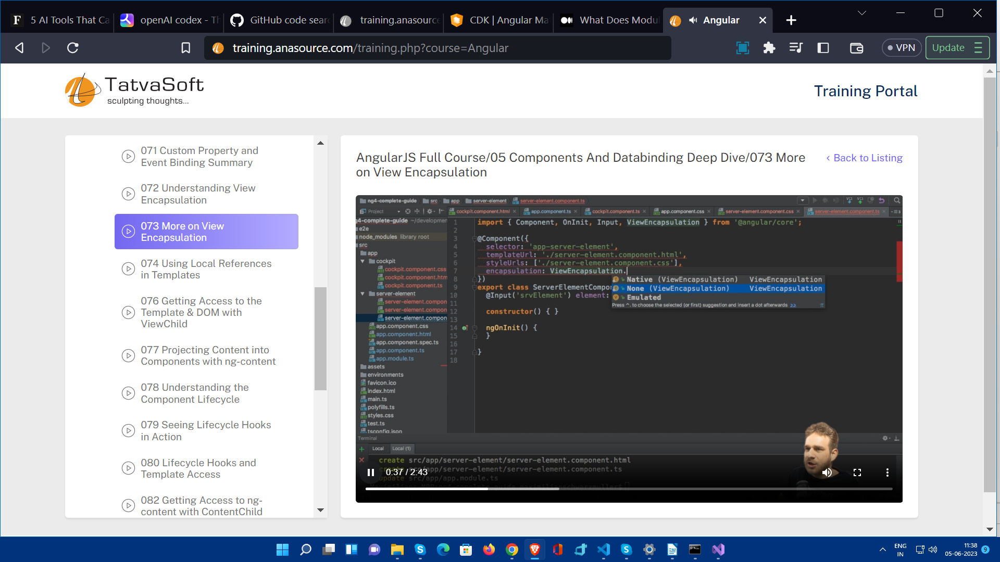 5 AI Tools That Ca
openAI codex - Th
GitHub code sear
training.anasource
CDK | Angular Ma
What Does Modul
Angular
training.anasource.com/training.php?course=Angular
VPN
Update
TatvaSoft
sculpting thoughts...
Training Portal
071 Custom Property and
Event Binding Summary
072 Understanding View
Encapsulation
073 More on View
Encapsulation
074 Using Local References
in Templates
076 Getting Access to the
Template & DOM with
ViewChild
077 Projecting Content into
Components with ng-content
078 Understanding the
Component Lifecycle
079 Seeing Lifecycle Hooks
in Action
080 Lifecycle Hooks and
Template Access
082 Getting Access to ng-
content with ContentChild
AngularJS Full Course/05 Components And Databinding Deep Dive/073 More
on View Encapsulation
‹ Back to Listing
ng4-complete-guide src app server-element server-element.component.ts
Project
cockpit.component.html app.component.ts cockpit.component.ts app.component.css server-element.component.css server-element.component.ts
g4-complete-guide ~/developmen
e2e
node_modules library root
src
app
cockpit
cockpit.component.css
cockpit.component.htm
cockpit.component.ts
server-element
server-element.compon
server-element.compon
server-element.compon
app.component.css
app.component.html
app.component.spec.ts
app.component.ts
app.module.ts
assets
environments
favicon.ico
index.html
main.ts
polyfills.ts
styles.css
test.ts
tsconfig.json
1 import { Component, OnInit, Input, ViewEncapsulation } from '@angular/core';
2
3 @Component({
4 selector: 'app-server-element',
5 templateUrl: './server-element.component.html',
6 styleUrls: ['./server-element.component.css'],
7 encapsulation: ViewEncapsulation.
8 })
9 export class ServerElementCompo
10 @Input('srvElement') element:
11
12 constructor() { }
13
14 ngOnInit() {
15 }
16
17 }
18
Native (ViewEncapsulation) ViewEncapsulation
None (ViewEncapsulation) ViewEncapsulation
Emulated
Press ^. to choose the selected (or first) suggestion and insert a dot afterwards >>
π
Terminal
Local Local (1)
create src/app/server-element/server-element.component.html
create src/app/server-element/server-element.component.ts
update src/app/app.module.ts
0:37 / 2:43
ENG
IN
11:38
05-06-2023
9